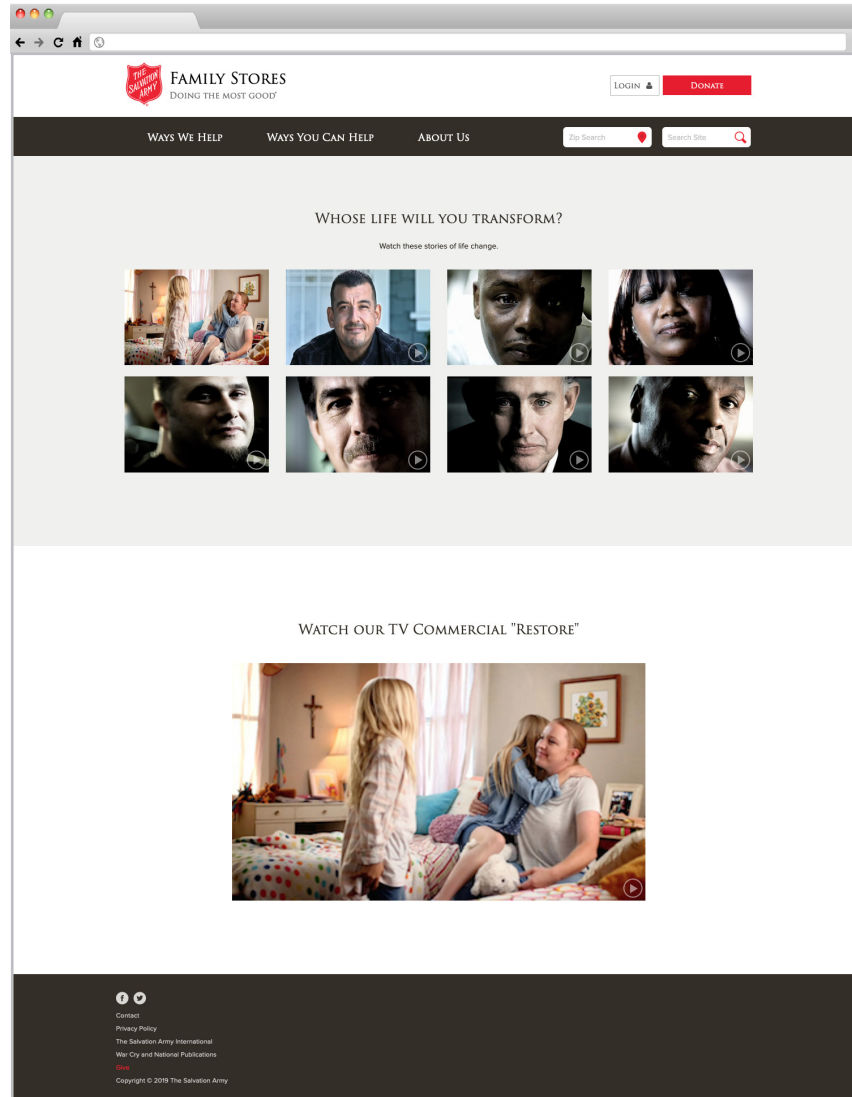 THE
SALVATION
ARMY
FAMILY STORES
DOING THE MOST GOOD®
LOGIN
DONATE
WAYS WE HELP
WAYS YOU CAN HELP
ABOUT US
Zip Search
Search Site
WHOSE LIFE WILL YOU TRANSFORM?
Watch these stories of life change.
WATCH OUR TV COMMERCIAL "RESTORE"
Contact
Privacy Policy
The Salvation Army International
War Cry and National Publications
Give
Copyright © 2019 The Salvation Army